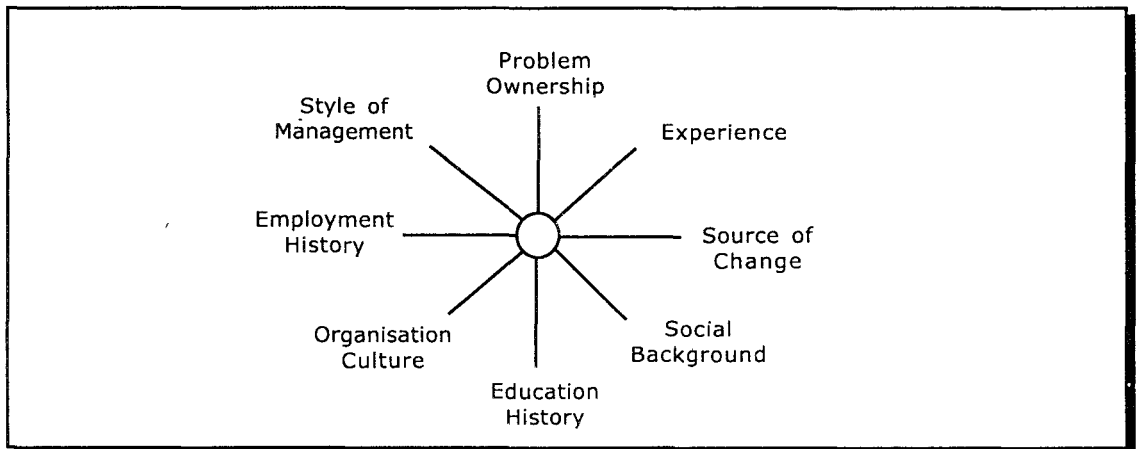 Problem
Ownership
Style of
Management
Experience
Employment
History
Source of
Change
Organisation
Culture
Social
Background
Education
History